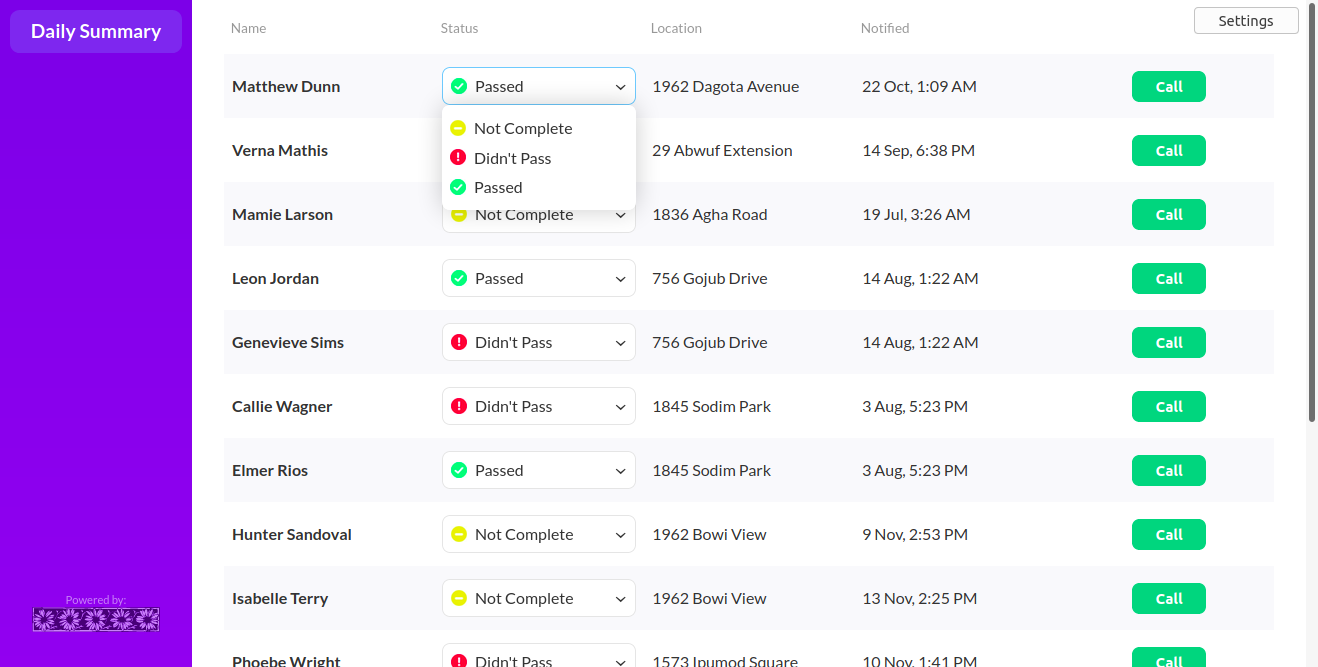 Daily Summary
Settings
Name Status Location Notified
Matthew Dunn Passed 1962 Dagota Avenue 22 Oct, 1:09 AM Call
Not Complete
Verna Mathis 29 Abwuf Extension 14 Sep, 6:38 PM Call
Didn't Pass
Passed
Mamie Larson Not Complete 1836 Agha Road 19 Jul, 3:26 AM Call
Leon Jordan Passed 756 Gojub Drive 14 Aug, 1:22 AM Call
Genevieve Sims Didn't Pass 756 Gojub Drive 14 Aug, 1:22 AM Call
Callie Wagner Didn't Pass 1845 Sodim Park 3 Aug, 5:23 PM Call
Elmer Rios Passed 1845 Sodim Park 3 Aug, 5:23 PM Call
Hunter Sandoval Not Complete 1962 Bowi View 9 Nov, 2:53 PM Call
Isabelle Terry Not Complete 1962 Bowi View 13 Nov, 2:25 PM Call
Phoebe Wright Didn't Pass 1573 Ipumod Square 10 Nov, 1:41 PM Call
Powered by: